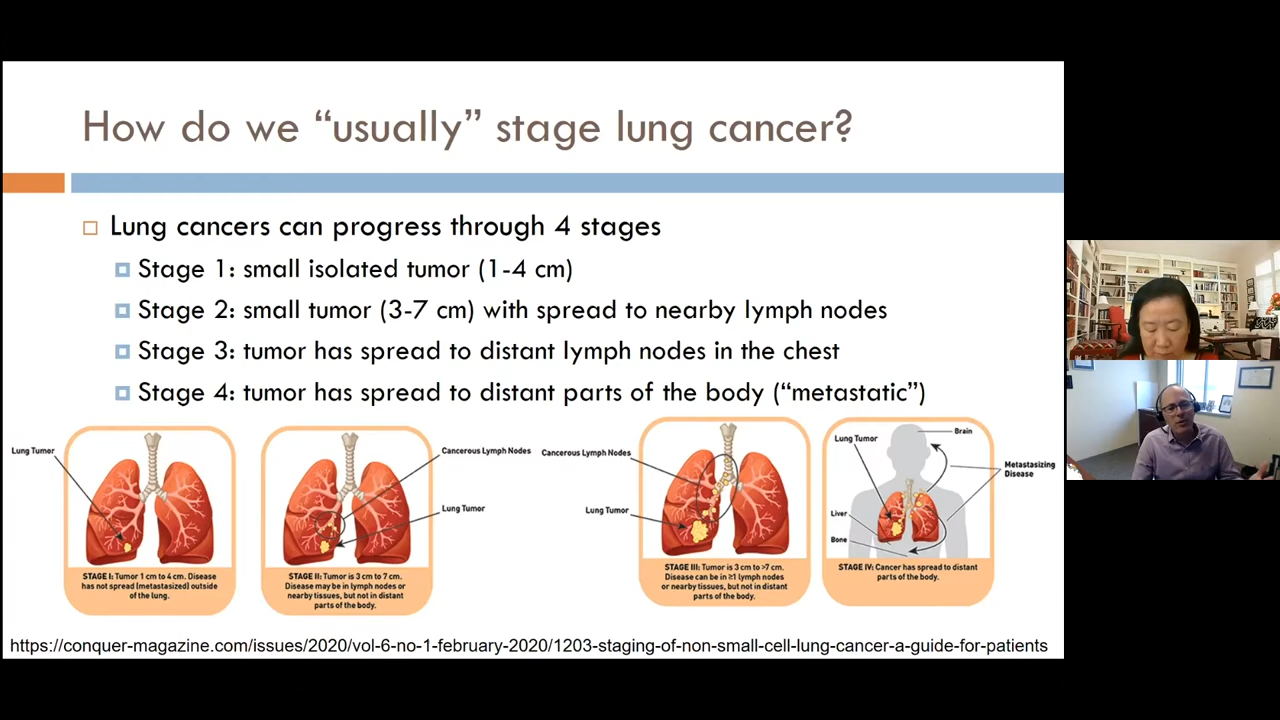 How do we “usually” stage lung cancer?
Lung cancers can progress through 4 stages
Stage 1: small isolated tumor (1-4 cm)
Stage 2: small tumor (3-7 cm) with spread to nearby lymph nodes
Stage 3: tumor has spread to distant lymph nodes in the chest
Stage 4: tumor has spread to distant parts of the body (“metastatic”)
Lung Tumor
STAGE I: Tumor 1 cm to 4 cm. Disease
has not spread (metastasized) outside
of the lung.
Cancerous Lymph Nodes
Lung Tumor
STAGE II: Tumor is 3 cm to 7 cm.
Disease may be in lymph nodes or
nearby tissues, but not in distant
parts of the body.
Cancerous Lymph Nodes
Lung Tumor
STAGE III: Tumor is 3 cm to >7 cm.
Disease can be in ≥1 lymph nodes
or nearby tissues, but not in distant
parts of the body.
Lung Tumor
Brain
Metastasizing
Disease
Liver
Bone
STAGE IV: Cancer has spread to distant
parts of the body.
https://conquer-magazine.com/issues/2020/vol-6-no-1-february-2020/1203-staging-of-non-small-cell-lung-cancer-a-guide-for-patients